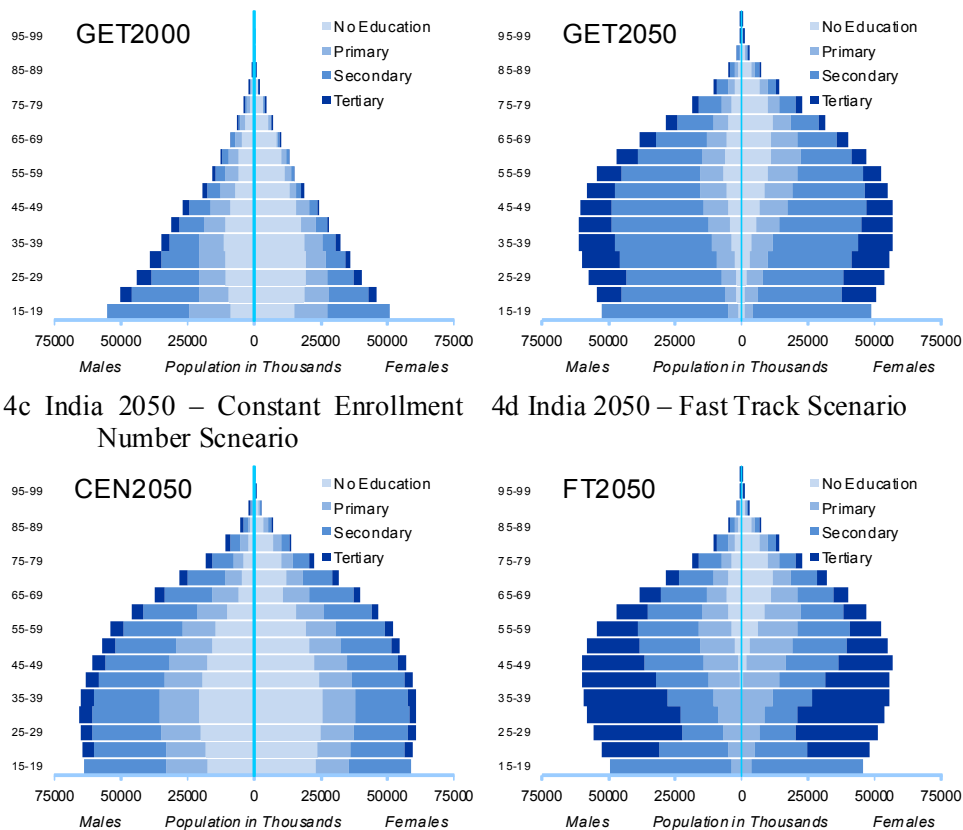 GET2000
No Education
Primary
Secondary
Tertiary
95-99
85-89
75-79
65-69
55-59
45-49
35-39
25-29
15-19
75000 50000 25000 0 25000 50000 75000
Males Population in Thousands Females
GET2050
No Education
Primary
Secondary
Tertiary
95-99
85-89
75-79
65-69
55-59
45-49
35-39
25-29
15-19
75000 50000 25000 0 25000 50000 75000
Males Population in Thousands Females
4c India 2050 – Constant Enrollment
Number Scneario
4d India 2050 – Fast Track Scenario
CEN2050
No Education
Primary
Secondary
Tertiary
95-99
85-89
75-79
65-69
55-59
45-49
35-39
25-29
15-19
75000 50000 25000 0 25000 50000 75000
Males Population in Thousands Females
FT2050
No Education
Primary
Secondary
Tertiary
95-99
85-89
75-79
65-69
55-59
45-49
35-39
25-29
15-19
75000 50000 25000 0 25000 50000 75000
Males Population in Thousands Females